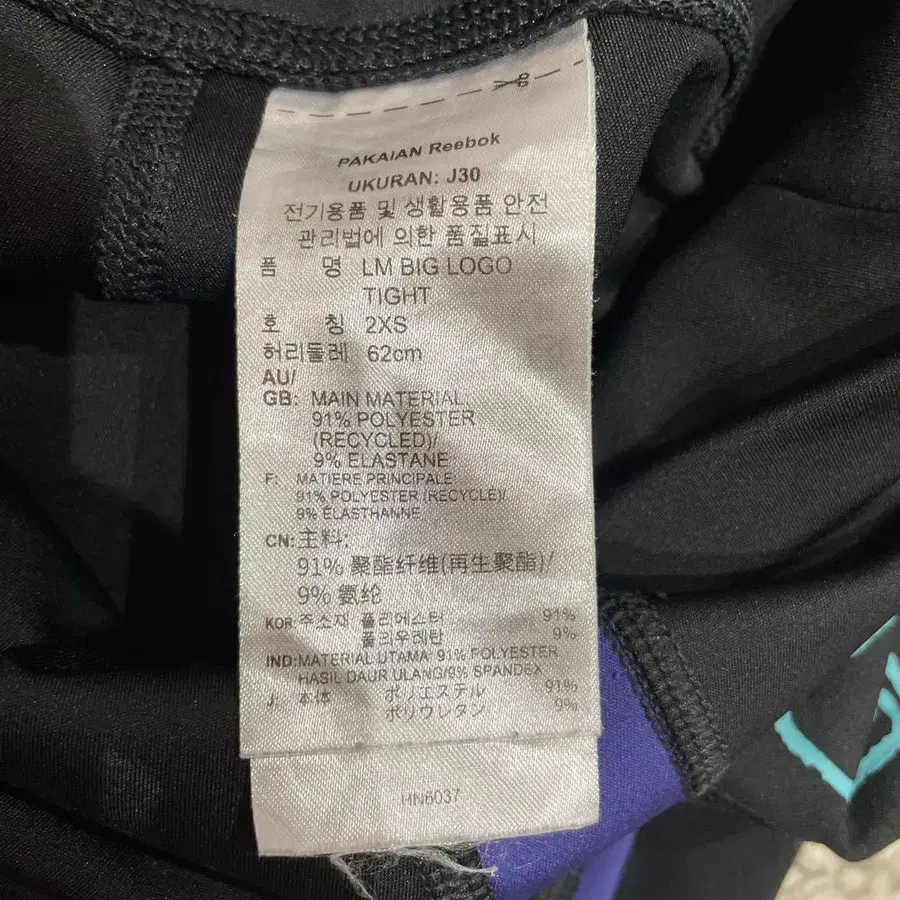 PAKAIAN Reebok
UKURAN: J30
전기용품 및 생활용품 안전
관리법에 의한 품질표시
품 명 LM BIG LOGO
TIGHT
호 칭 2XS
허리둘레 62cm
AU/
GB: MAIN MATERIAL:
91% POLYESTER
(RECYCLED)/
9% ELASTANE
F: MATIERE PRINCIPALE
91% POLYESTER (RECYCLE)/
9% ÉLASTHANNE
CN:主料:
91% 聚酯纤维(再生聚酯)/
9% 氨纶
KOR 주소재 폴리에스터 91%
폴리우레탄 9%
IND:MATERIAL UTAMA 91% POLYESTER
HASIL DAUR ULANG/9% SPANDEX
J: 本体 ポリエステル 91%
ポリウレタン 9%
HN6037